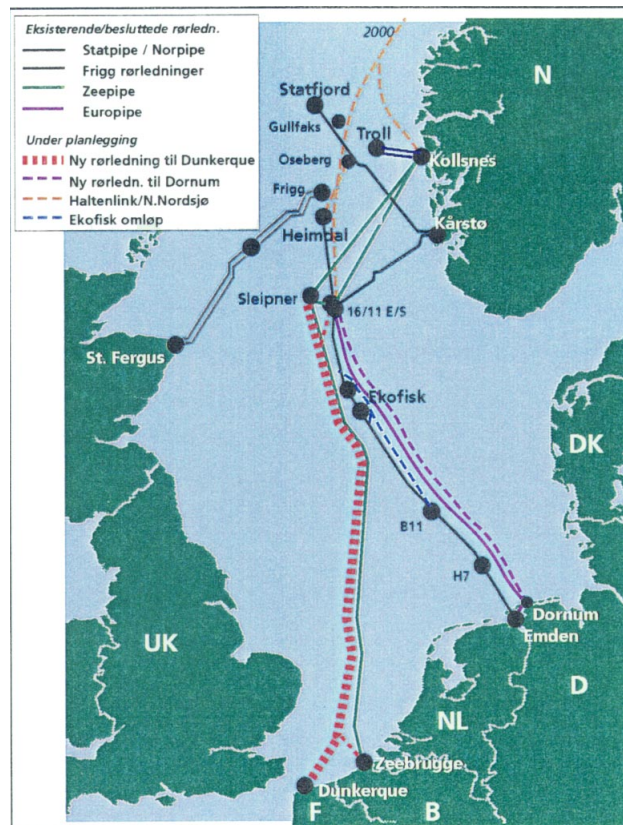 Eksisterende/besluttede rørledn.
Statpipe / Norpipe
Frigg rørledninger
Zeepipe
Europipe
Under planlegging
Ny rørledning til Dunkerque
Ny rørledn. til Dornum
Haltenlink/N.Nordsjø
Ekofisk omløp
2000
N
Statfjord
Gullfaks
Troll
Oseberg
Kollsnes
Frigg
Heimdal
Kårstø
Sleipner
16/11 E/S
St. Fergus
Ekofisk
DK
B11
H7
Dornum
Emden
UK
D
NL
Zeebrugge
Dunkerque
F
B